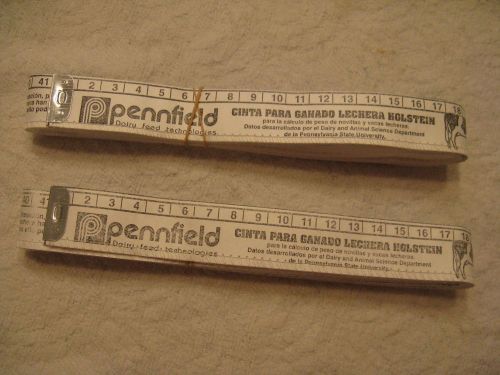 41 2 3 4 5 6 7 8 9 10 11 12 13 14 15 16 17 18
pennfield
Dairy feed technologies
CINTA PARA GANADO LECHERA HOLSTEIN
para la cálculo de peso de novillas y vacas lecheras.
Datos desarrollados por el Dairy and Animal Science Department
de la Pennsylvania State University.
40 41 2 3 4 5 6 7 8 9 10 11 12 13 14 15 16 17
pennfield
Dairy feed technologies
CINTA PARA GANADO LECHERA HOLSTEIN
para la cálculo de peso de novillas y vacas lecheras.
Datos desarrollados por el Dairy and Animal Science Department
de la Pennsylvania State University.